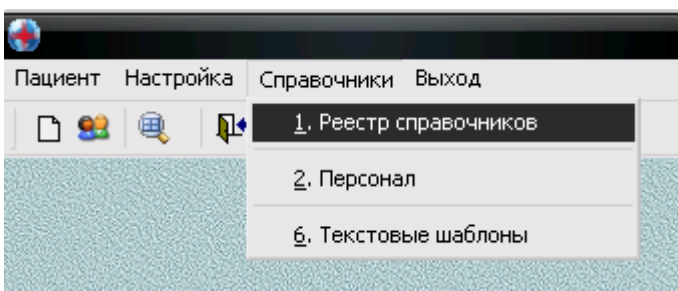 Пациент Настройка Справочники Выход
1. Реестр справочников
2. Персонал
6. Текстовые шаблоны